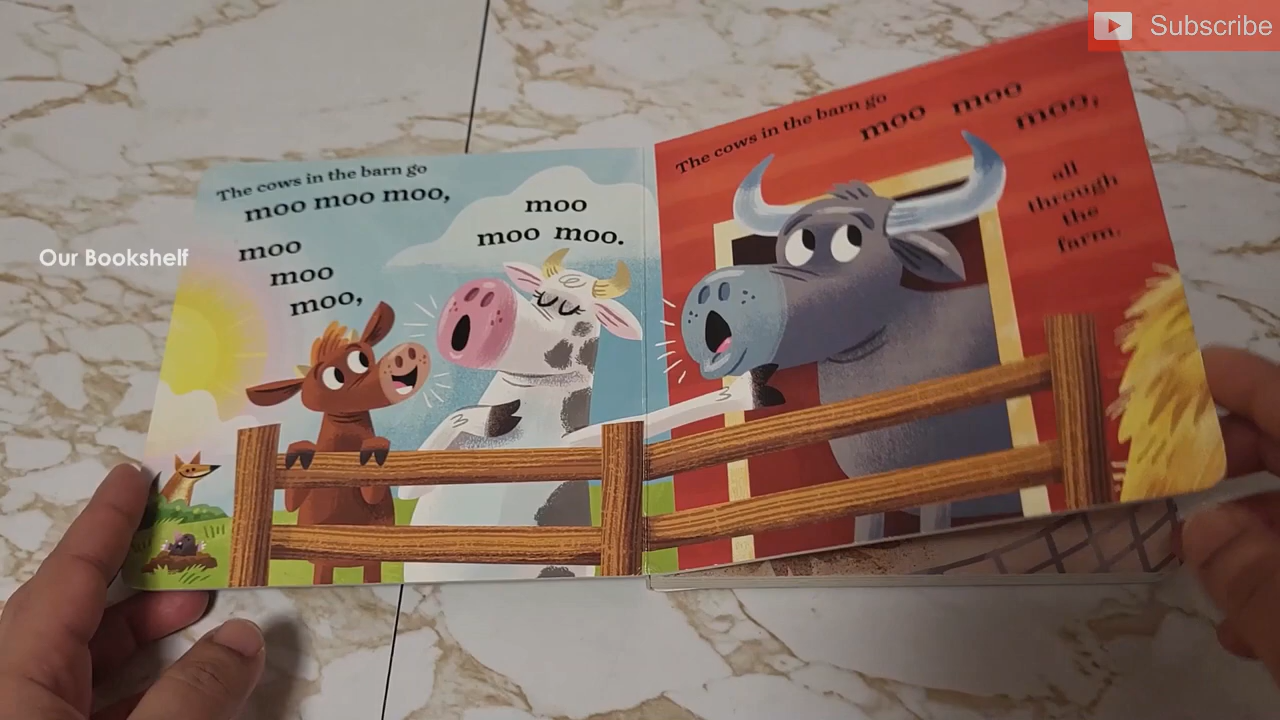 The cows in the barn go
moo moo moo,
moo
moo
moo,
moo
moo moo.
The cows in the barn go
moo moo
moo,
all
through
the
farm.
Our Bookshelf
Subscribe